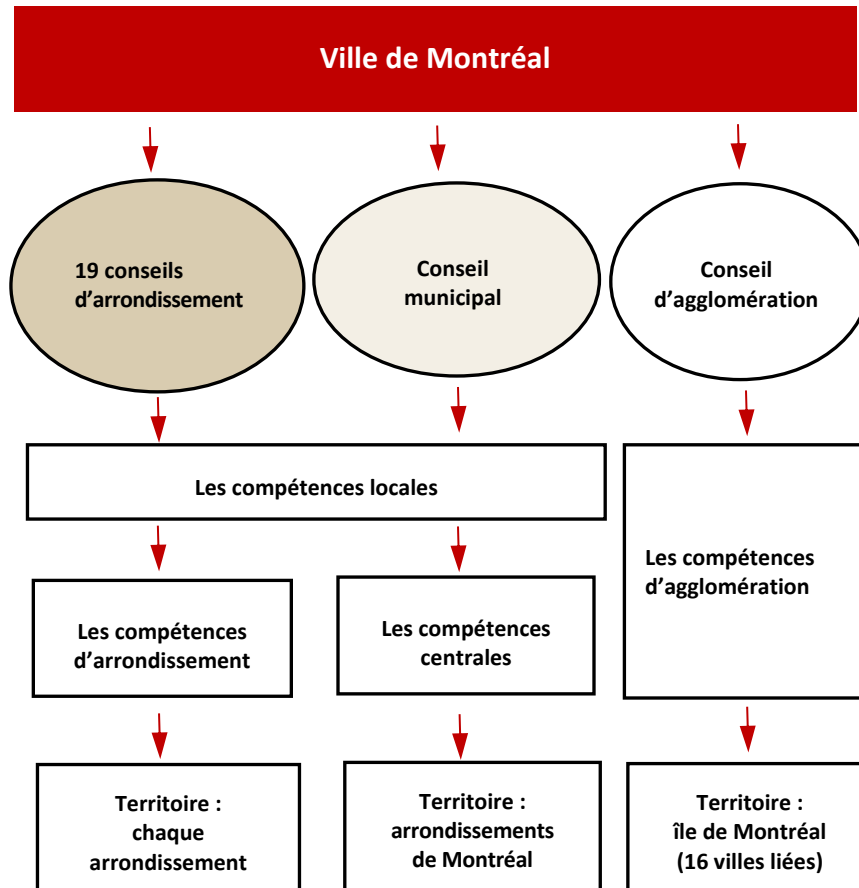 Ville de Montréal
19 conseils
d’arrondissement
Conseil
municipal
Conseil
d’agglomération
Les compétences locales
Les compétences
d’agglomération
Les compétences
d’arrondissement
Les compétences
centrales
Territoire :
chaque
arrondissement
Territoire :
arrondissements
de Montréal
Territoire :
île de Montréal
(16 villes liées)